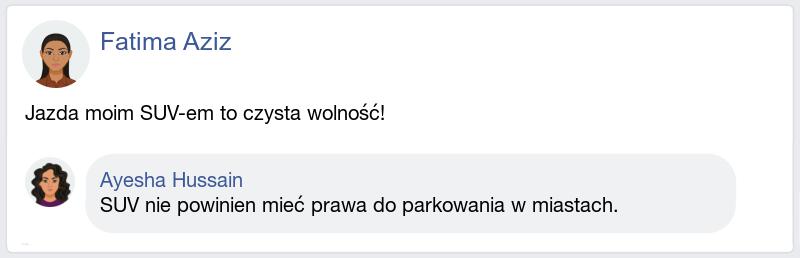 Fatima Aziz
Jazda moim SUV-em to czysta wolność!
Ayesha Hussain
SUV nie powinien mieć prawa do parkowania w miastach.